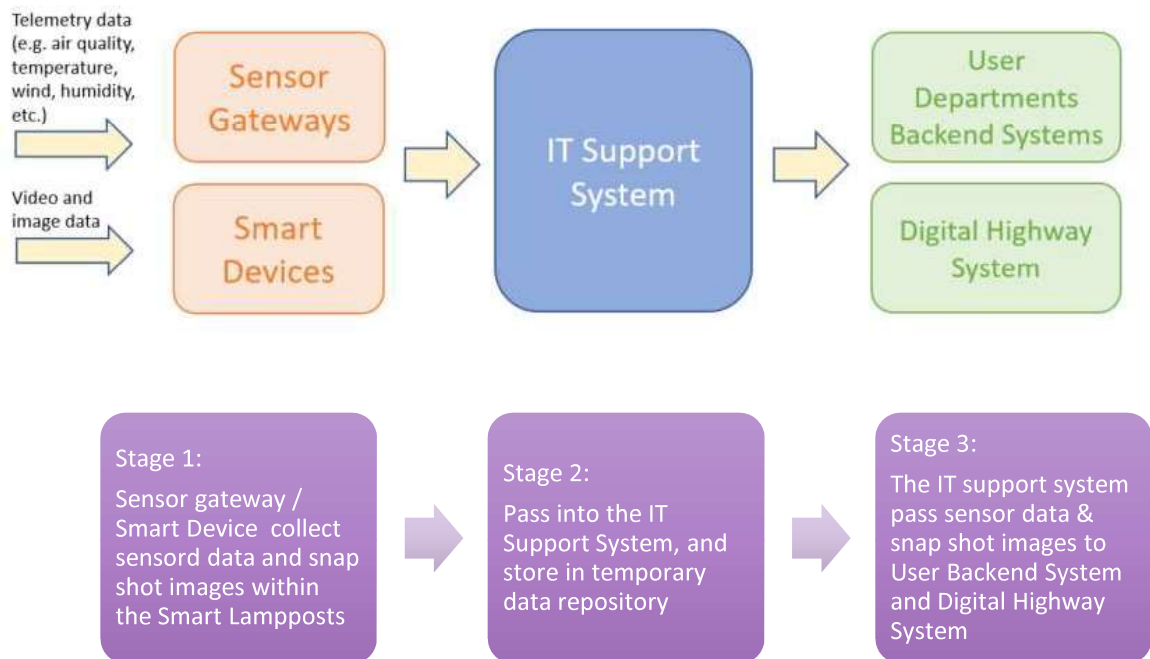 Telemetry data
(e.g. air quality,
temperature,
wind, humidity,
etc.)
Sensor
Gateways
Video and
image data
Smart
Devices
IT Support
System
User
Departments
Backend Systems
Digital Highway
System
Stage 1:
Sensor gateway /
Smart Device collect
sensord data and snap
shot images within
the Smart Lampposts
Stage 2:
Pass into the IT
Support System, and
store in temporary
data repository
Stage 3:
The IT support system
pass sensor data &
snap shot images to
User Backend System
and Digital Highway
System